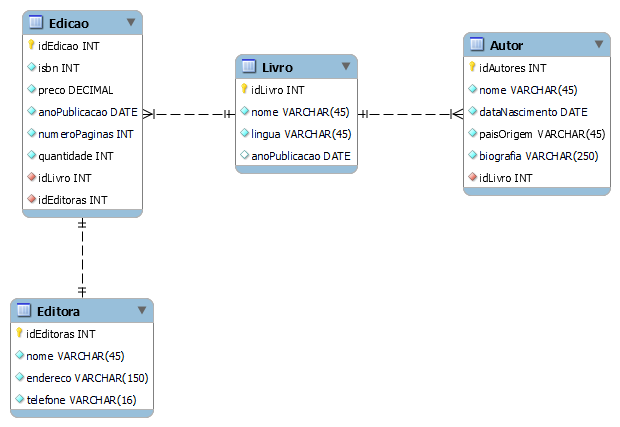 Edicao
idEdicao INT
isbn INT
preco DECIMAL
anoPublicacao DATE
numeroPaginas INT
quantidade INT
idLivro INT
idEditoras INT
Livro
idLivro INT
nome VARCHAR(45)
lingua VARCHAR(45)
anoPublicacao DATE
Autor
idAutores INT
nome VARCHAR(45)
dataNascimento DATE
paisOrigem VARCHAR(45)
biografia VARCHAR(250)
idLivro INT
Editora
idEditoras INT
nome VARCHAR(45)
endereco VARCHAR(150)
telefone VARCHAR(16)